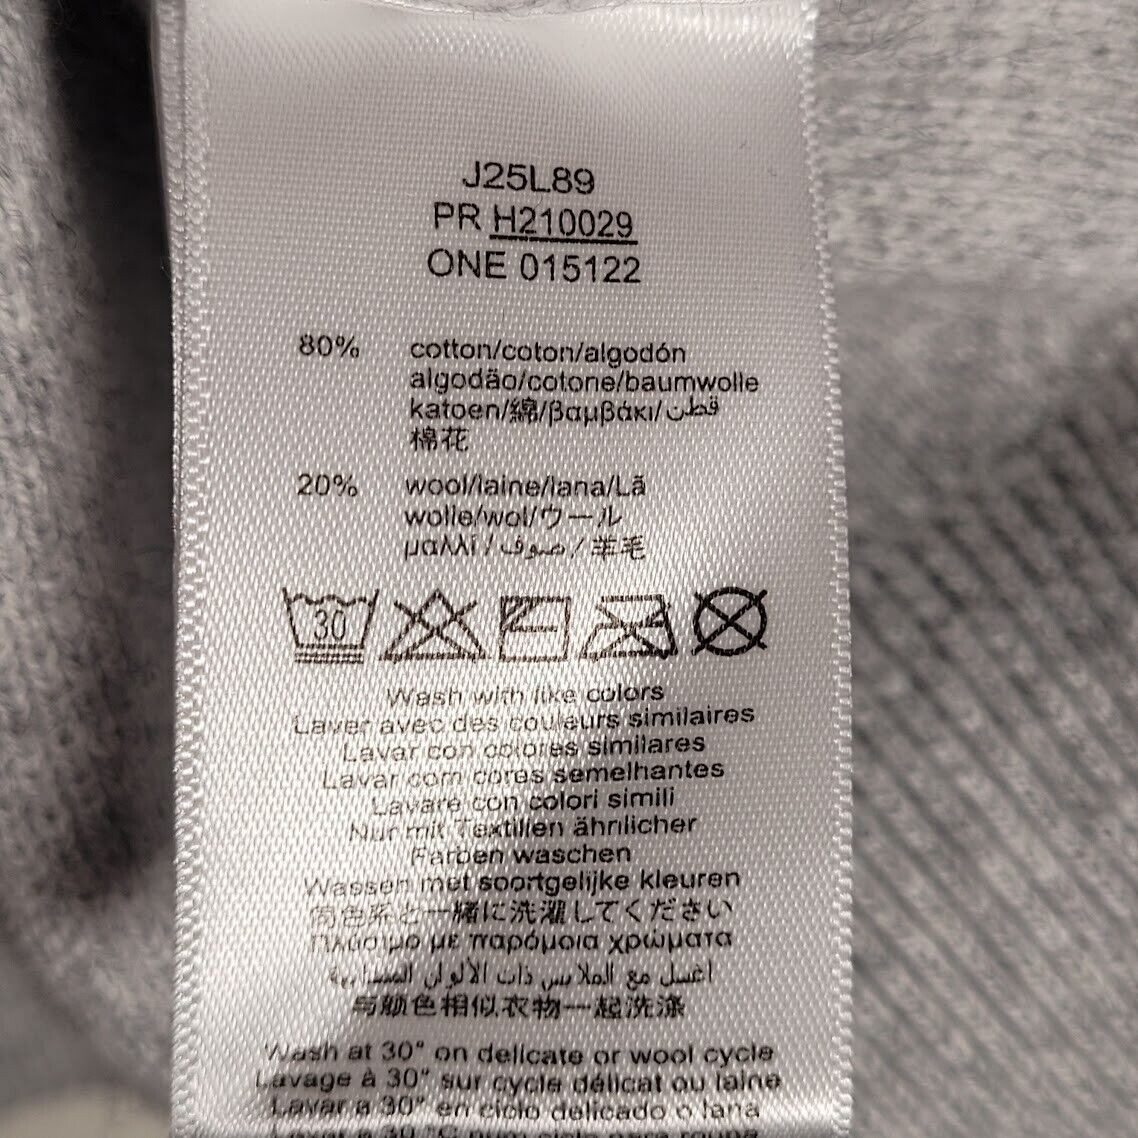 J25L89
PR H210029
ONE 015122
80% cotton/coton/algodón
algodão/cotone/baumwolle
katoen/綿/βαμβάκι/قطن
棉花
20% wool/laine/lana/Lã
wolle/wol/ウール
μαλλί / صوف / 羊毛
30
Wash with like colors
Laver avec des couleurs similaires
Lavar con colores similares
Lavar com cores semelhantes
Lavare con colori simili
Nur mit Textilien ähnlicher
Farben waschen
Wassen met soortgelijke kleuren
同色系と一緒に洗濯してください
Πλύσιμο με παρόμοια χρώματα
اغسل مع الملابس ذات الألوان المتشابهة
与颜色相似衣物一起洗涤
Wash at 30° on delicate or wool cycle
Lavage à 30° sur cycle délicat ou laine
Lavar a 30° en ciclo delicado o lana